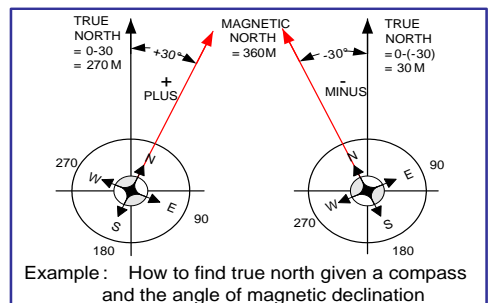 TRUE
NORTH
= 0-30
= 270 M
+30°
+
PLUS
MAGNETIC
NORTH
= 360M
-30°
-
MINUS
TRUE
NORTH
= 0-(-30)
= 30 M
270
N
W
E
S
90
180
N
E
W
S
90
270
180
Example : How to find true north given a compass
and the angle of magnetic declination